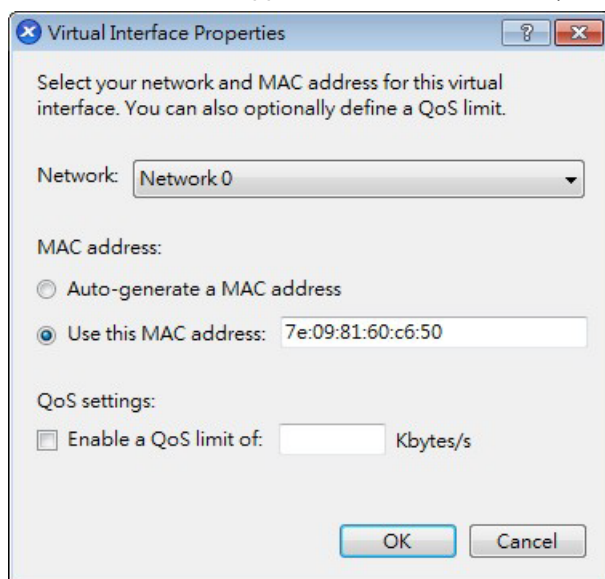 Virtual Interface Properties
Select your network and MAC address for this virtual
interface. You can also optionally define a QoS limit.
Network: Network 0
MAC address:
Auto-generate a MAC address
Use this MAC address: 7e:09:81:60:c6:50
QoS settings:
Enable a QoS limit of: Kbytes/s
OK Cancel